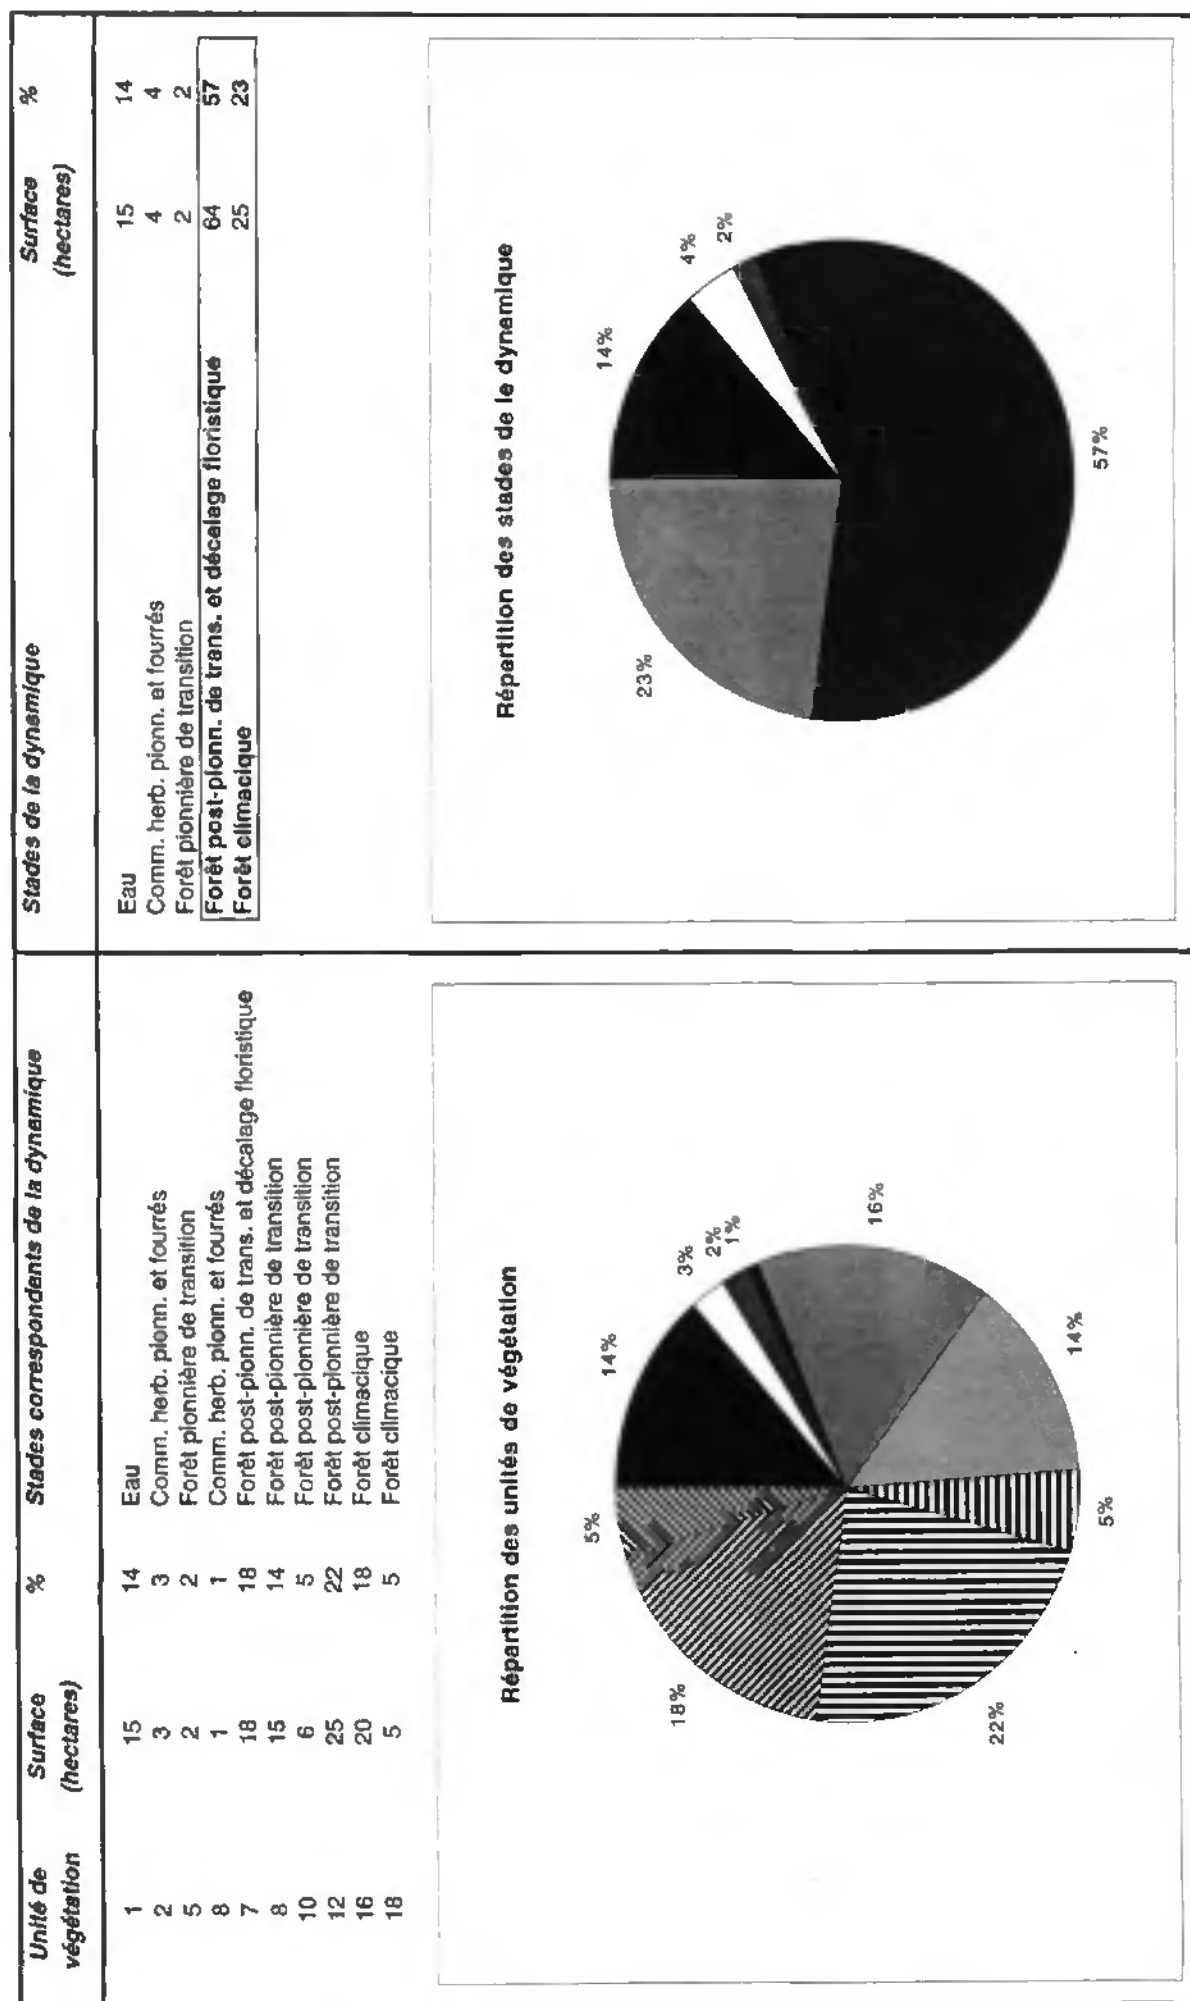 Unité de végétation Surface (hectares) % Stades correspondants de la dynamique
1 15 14 Eau
2 3 3 Comm. herb. pionn. et fourrés
5 2 2 Forêt pionnière de transition
8 1 1 Comm. herb. pionn. et fourrés
7 18 18 Forêt post-pionn. de trans. et décalage floristique
8 15 14 Forêt post-pionnière de transition
10 6 5 Forêt post-pionnière de transition
12 25 22 Forêt post-pionnière de transition
16 20 18 Forêt climacique
18 5 5 Forêt climacique
Répartition des unités de végétation
14%
3%
2%
1%
16%
14%
5%
22%
18%
5%
Stades de la dynamique Surface (hectares) %
Eau 15 14
Comm. herb. pionn. et fourrés 4 4
Forêt pionnière de transition 2 2
Forêt post-pionn. de trans. et décalage floristique 64 57
Forêt climacique 25 23
Répartition des stades de le dynamique
14%
4%
2%
57%
23%